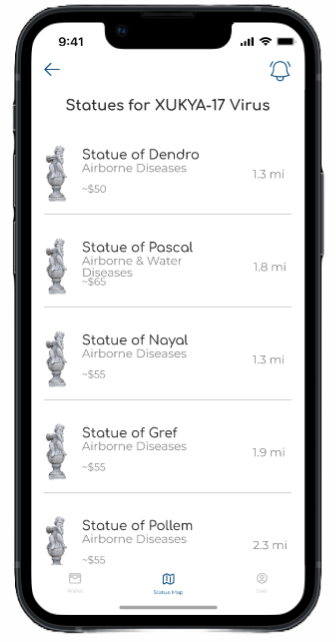 9:41
Statues for XUKYA-17 Virus
Statue of Dendro
Airborne Diseases
1.3 mi
~$50
Statue of Pascal
Airborne & Water
Diseases
1.8 mi
~$65
Statue of Nayal
Airborne Diseases
1.3 mi
~$55
Statue of Gref
Airborne Diseases
1.9 mi
~$55
Statue of Pollem
Airborne Diseases
2.3 mi
~$55
Wallet
Statue Map